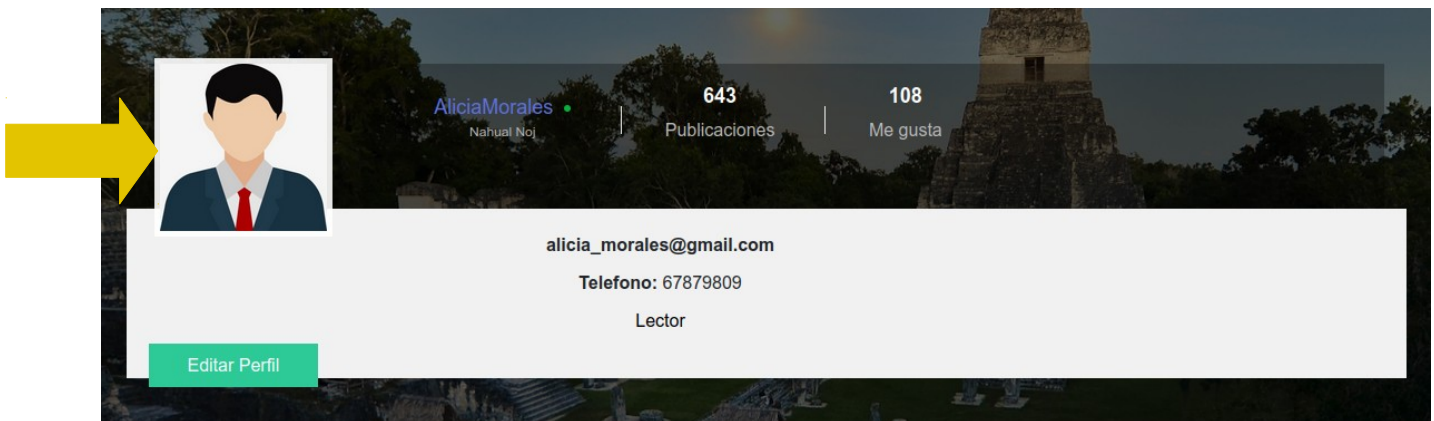 AliciaMorales
Nahual Noj
643
Publicaciones
108
Me gusta
alicia_morales@gmail.com
Telefono: 67879809
Lector
Editar Perfil